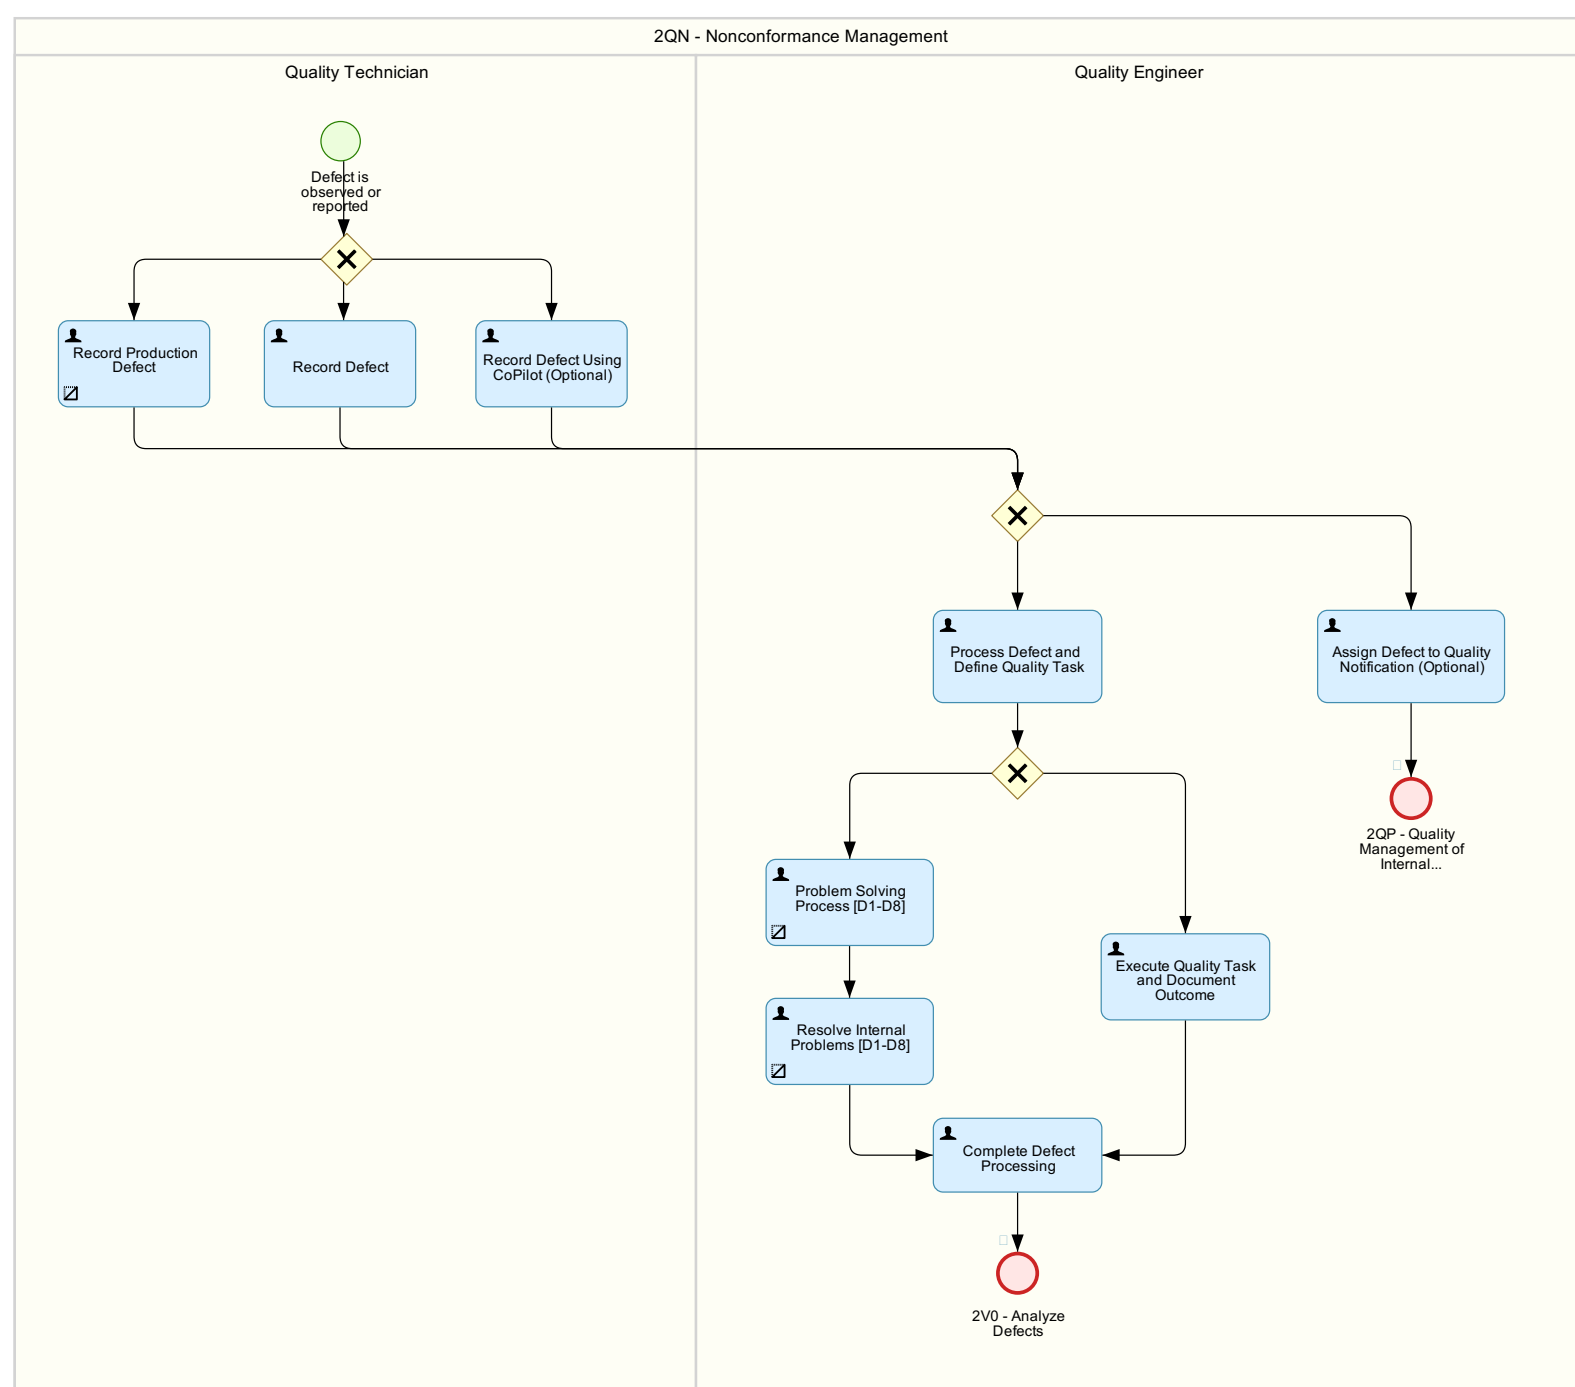 2QN - Nonconformance Management
Quality Technician
Quality Engineer
Defect is
observed or
reported
Record Production
Defect
Record Defect
Record Defect Using
CoPilot (Optional)
Process Defect and
Define Quality Task
Assign Defect to Quality
Notification (Optional)
2QP - Quality
Management of
Internal...
Problem Solving
Process [D1-D8]
Execute Quality Task
and Document
Outcome
Resolve Internal
Problems [D1-D8]
Complete Defect
Processing
2V0 - Analyze
Defects